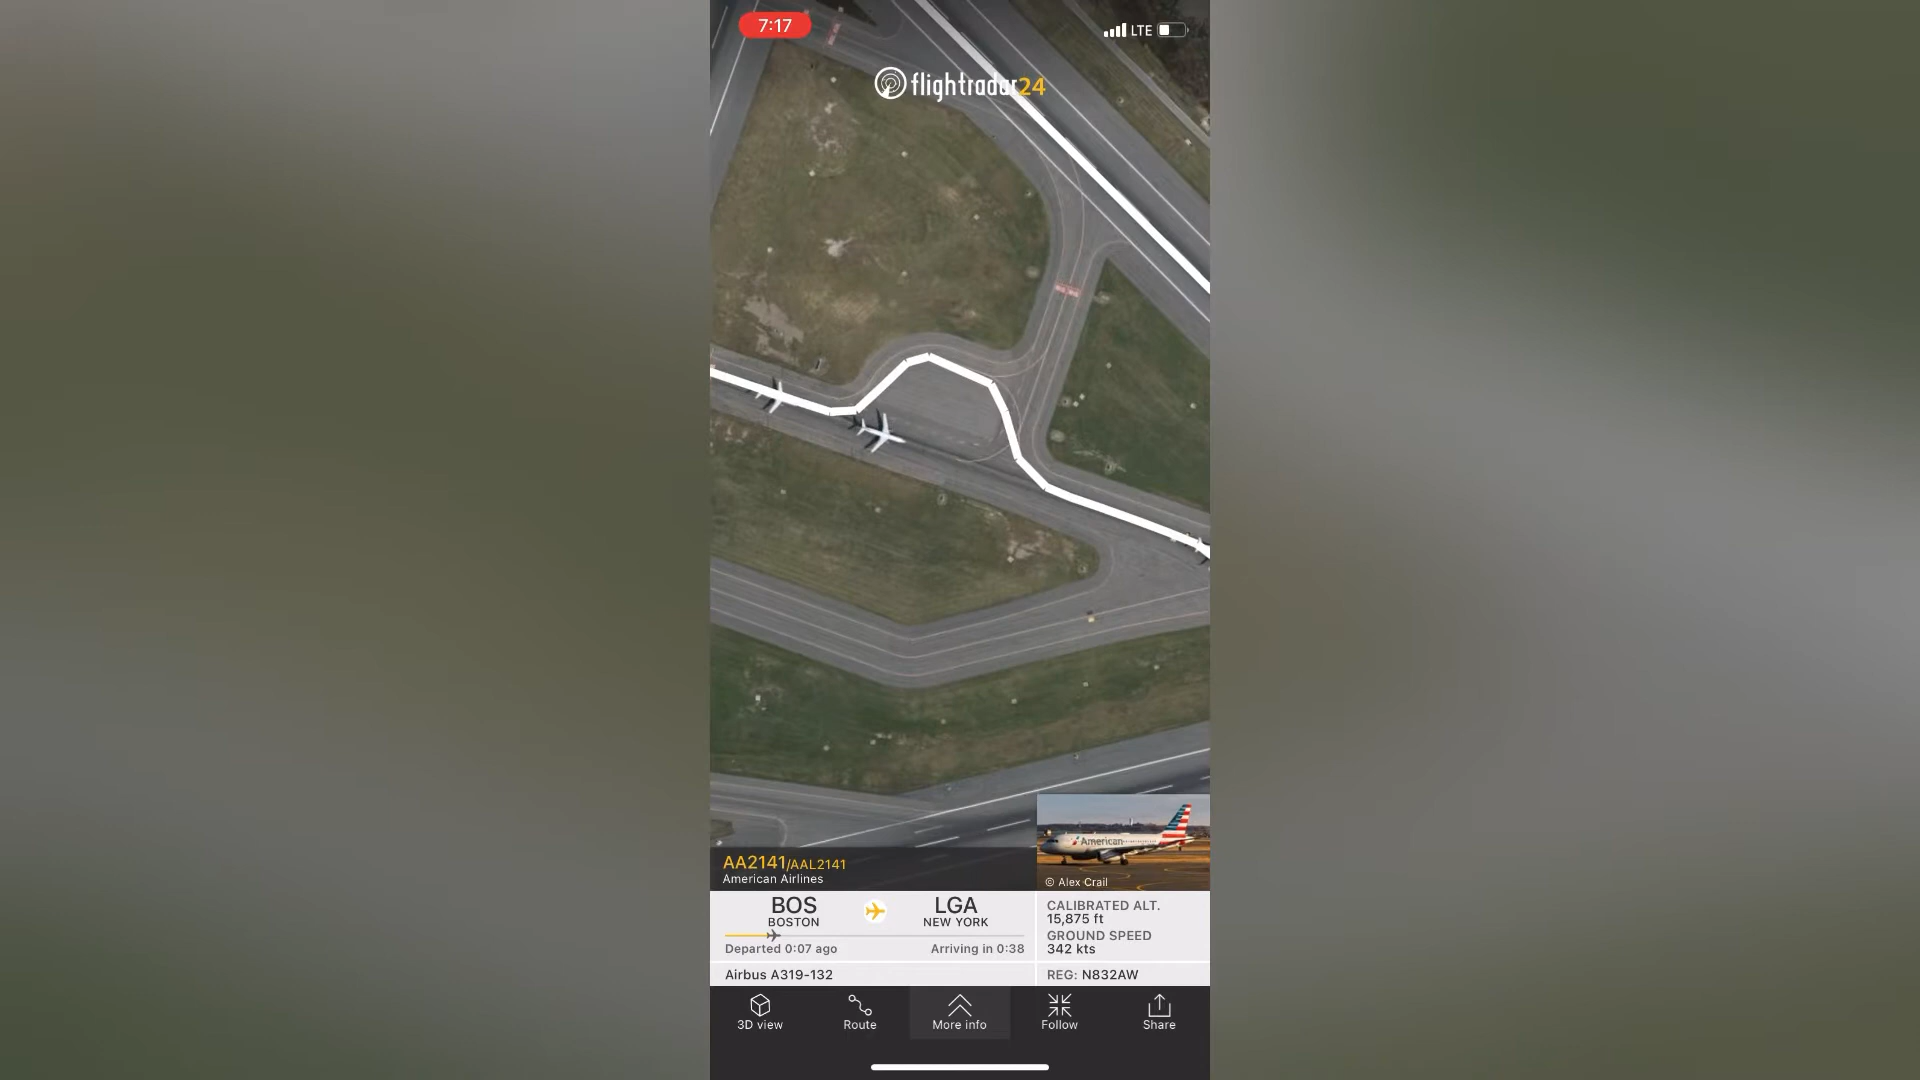 7:17
LTE
flightradar24
AA2141/AAL2141
American Airlines
American
© Alex Crail
BOS
BOSTON
LGA
NEW YORK
Departed 0:07 ago
Arriving in 0:38
CALIBRATED ALT.
15,875 ft
GROUND SPEED
342 kts
Airbus A319-132
REG: N832AW
3D view
Route
More info
Follow
Share